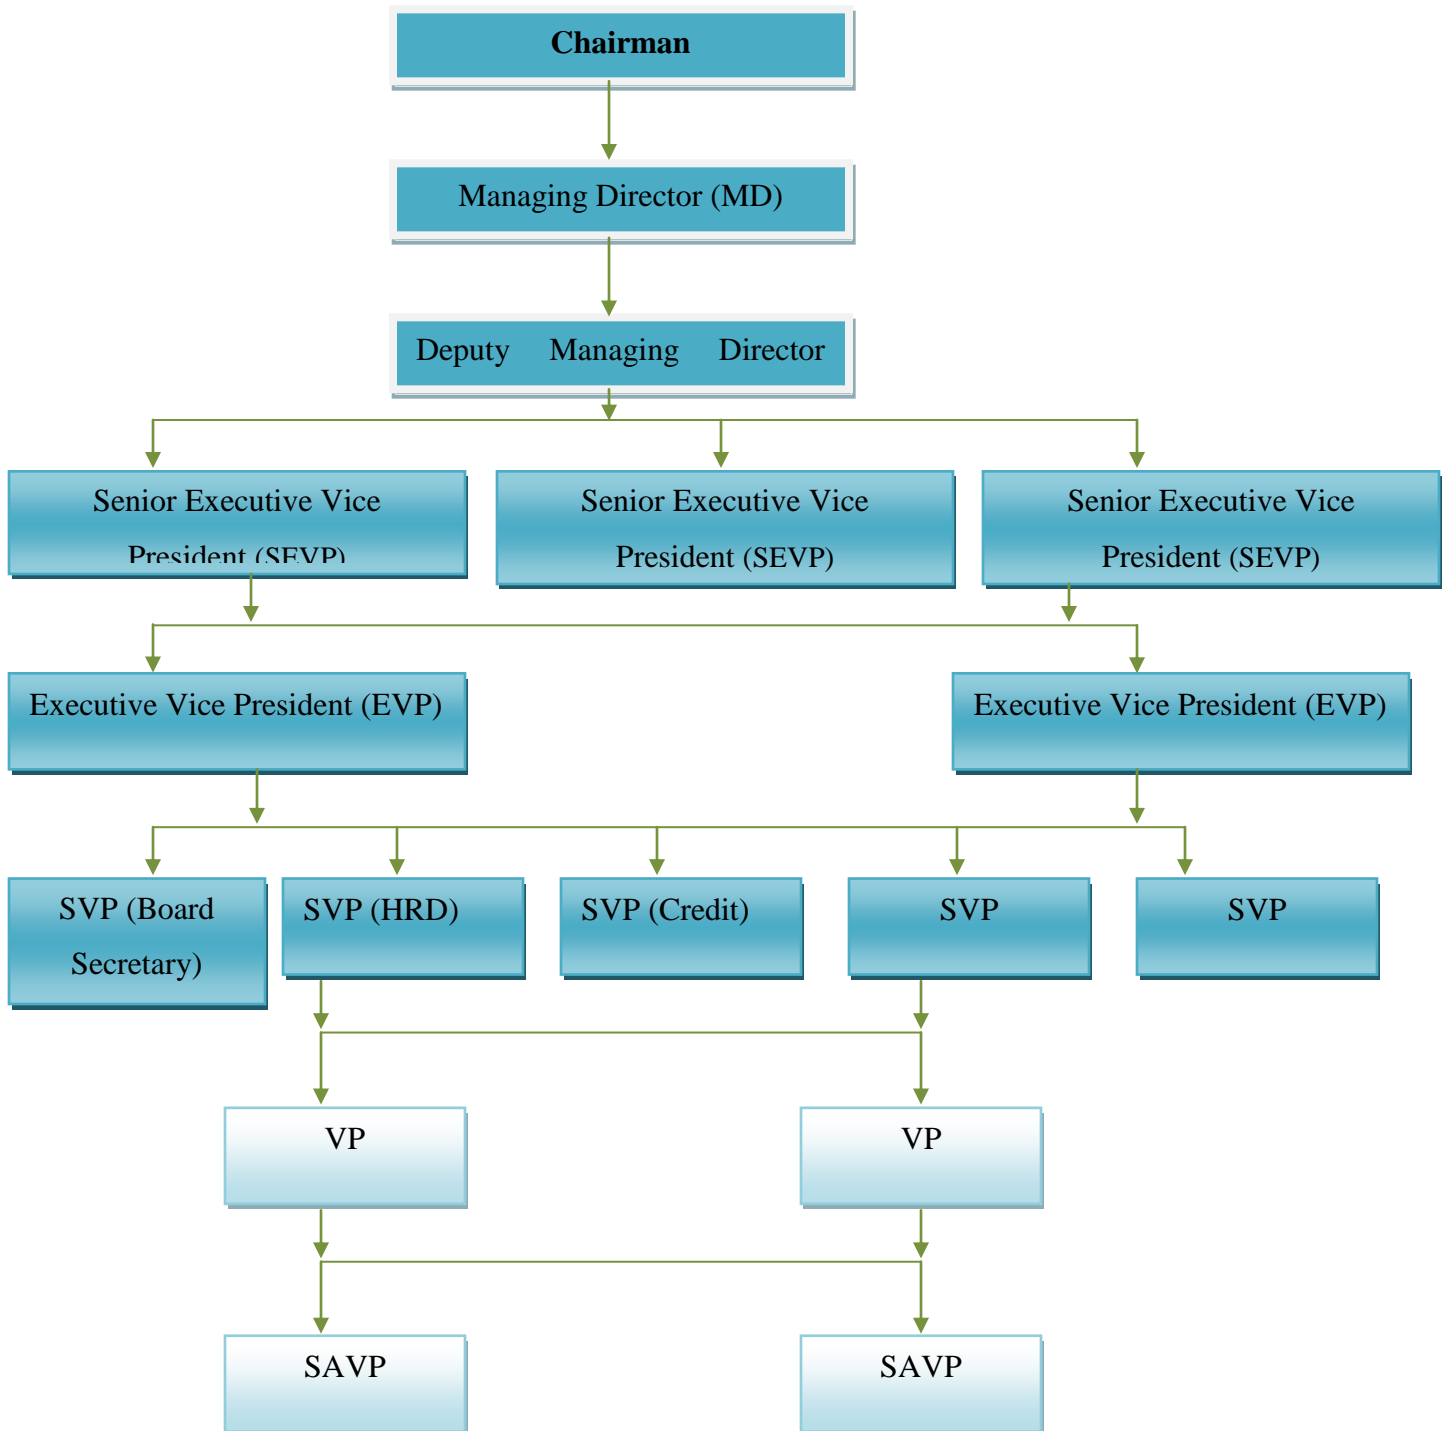 Chairman
Managing Director (MD)
Deputy Managing Director
Senior Executive Vice
President (SEVP)
Senior Executive Vice
President (SEVP)
Senior Executive Vice
President (SEVP)
Executive Vice President (EVP)
Executive Vice President (EVP)
SVP (Board
Secretary)
SVP (HRD)
SVP (Credit)
SVP
SVP
VP
VP
SAVP
SAVP